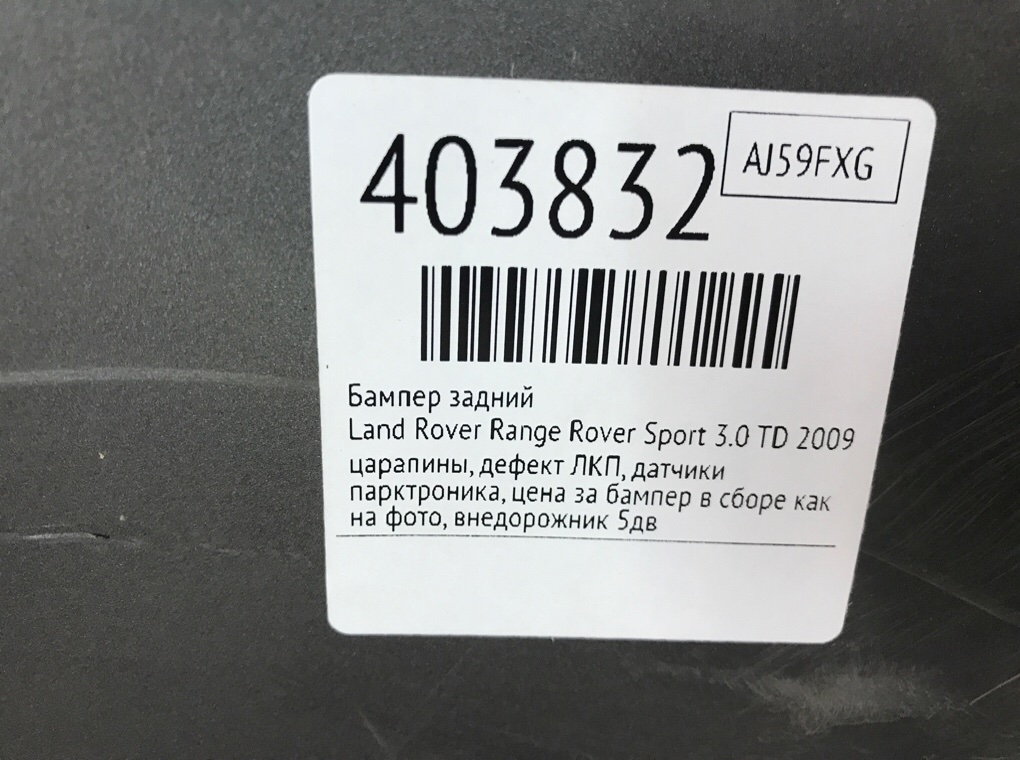 403832
AJ59FXG
Бампер задний
Land Rover Range Rover Sport 3.0 TD 2009
царапины, дефект ЛКП, датчики
парктроника, цена за бампер в сборе как
на фото, внедорожник 5дв